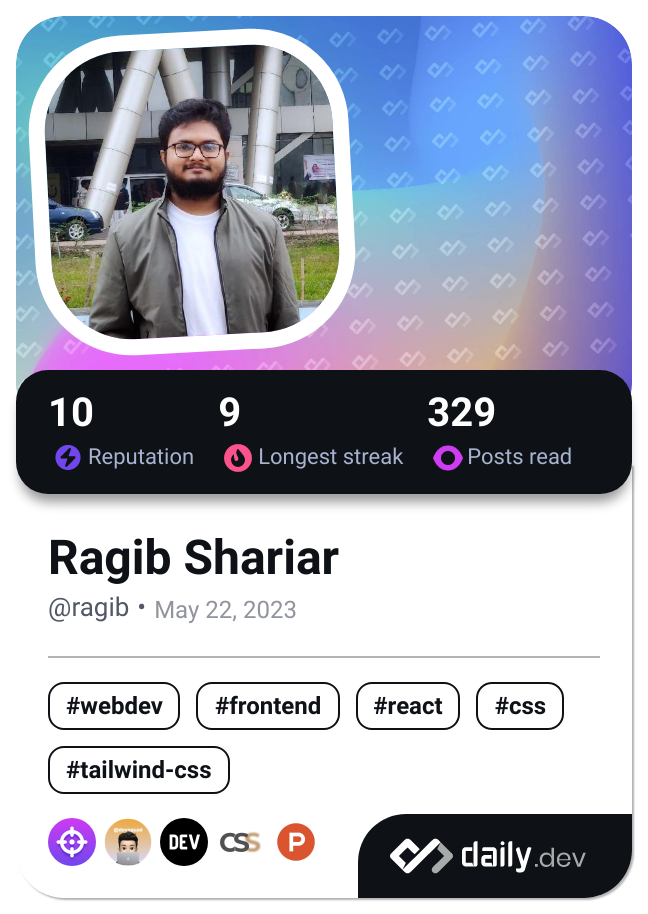 10 9 329
Reputation Longest streak Posts read
Ragib Shariar
@ragib • May 22, 2023
#webdev #frontend #react #css
#tailwind-css
DEV CSS P
daily.dev